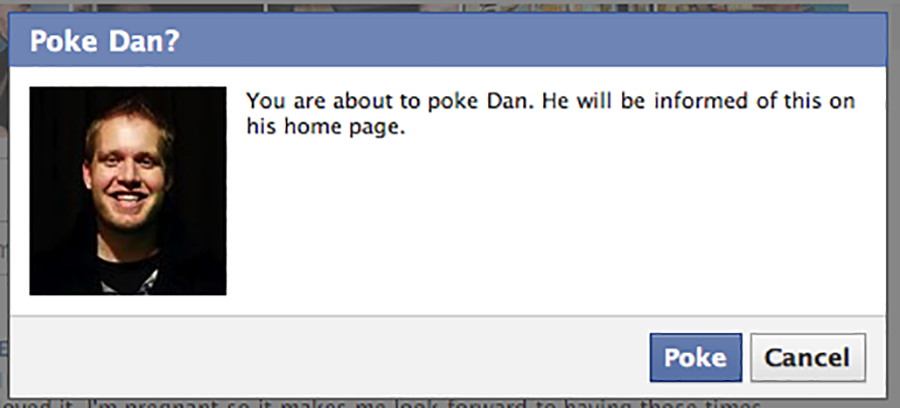 Poke Dan?
You are about to poke Dan. He will be informed of this on
his home page.
Poke Cancel
oved it. I'm pregnant so it makes me look forward to having those times